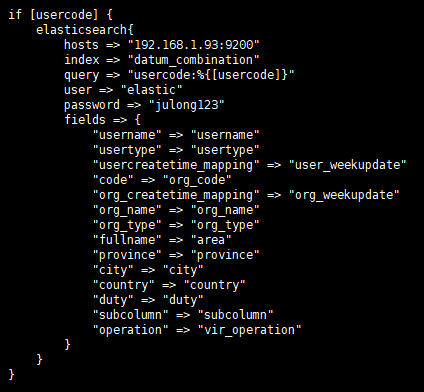 if [usercode] {
    elasticsearch{
        hosts => "192.168.1.93:9200"
        index => "datum_combination"
        query => "usercode:%{[usercode]}"
        user => "elastic"
        password => "julong123"
        fields => {
            "username" => "username"
            "usertype" => "usertype"
            "usercreatetime_mapping" => "user_weekupdate"
            "code" => "org_code"
            "org_createtime_mapping" => "org_weekupdate"
            "org_name" => "org_name"
            "org_type" => "org_type"
            "fullname" => "area"
            "province" => "province"
            "city" => "city"
            "country" => "country"
            "duty" => "duty"
            "subcolumn" => "subcolumn"
            "operation" => "vir_operation"
        }
    }
}